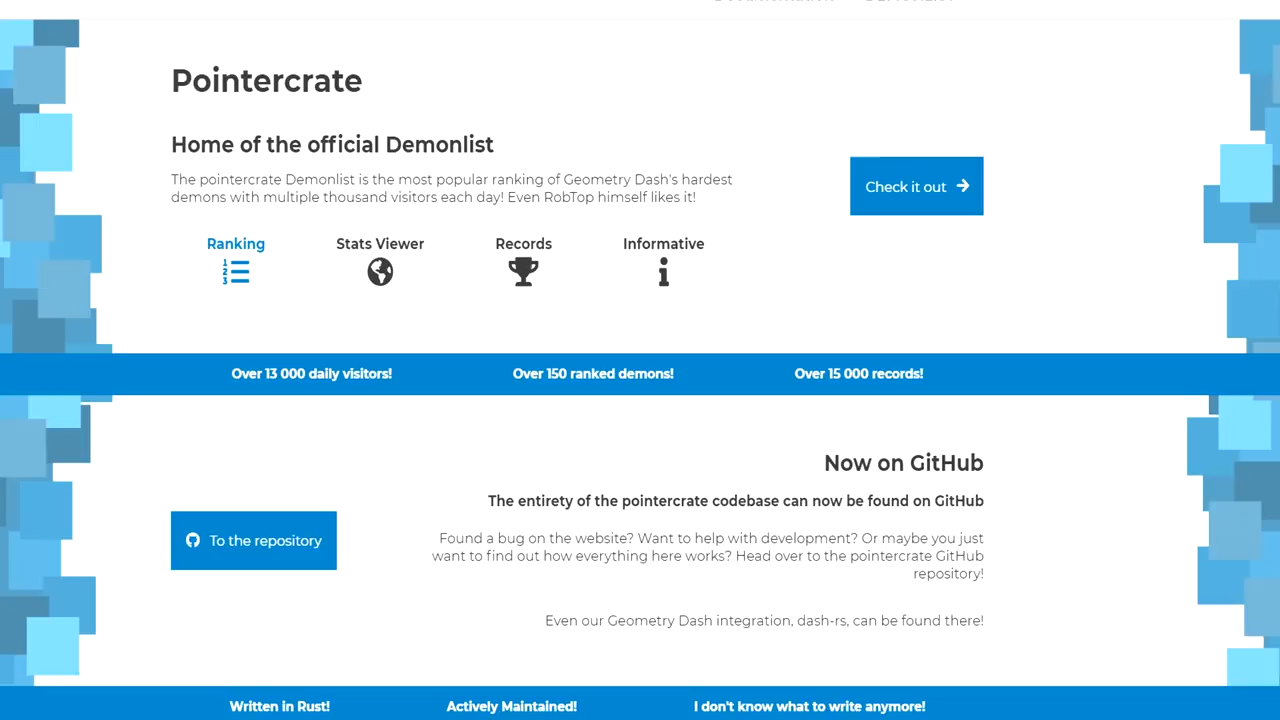 Pointercrate
Home of the official Demonlist
The pointercrate Demonlist is the most popular ranking of Geometry Dash's hardest
demons with multiple thousand visitors each day! Even RobTop himself likes it!
Check it out
Ranking
Stats Viewer
Records
Informative
1
2
3
Over 13 000 daily visitors!
Over 150 ranked demons!
Over 15 000 records!
Now on GitHub
The entirety of the pointercrate codebase can now be found on GitHub
To the repository
Found a bug on the website? Want to help with development? Or maybe you just
want to find out how everything here works? Head over to the pointercrate GitHub
repository!
Even our Geometry Dash integration, dash-rs, can be found there!
Written in Rust!
Actively Maintained!
I don't know what to write anymore!